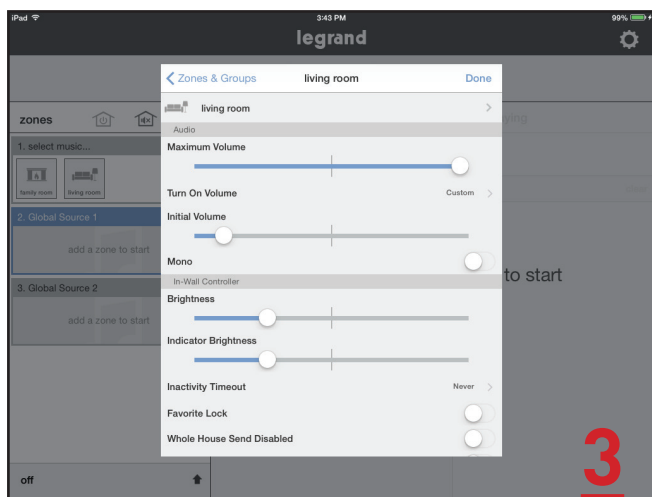 iPad 3:43 PM 99%
legrand
Zones & Groups living room Done
living room
zones
ying
Audio
1. select music...
Maximum Volume
family room living room
Turn On Volume Custom
2. Global Source 1
Initial Volume
add a zone to start
Mono
to start
3. Global Source 2
In-Wall Controller
Brightness
add a zone to start
Indicator Brightness
Inactivity Timeout Never
Favorite Lock
Whole House Send Disabled
off
3